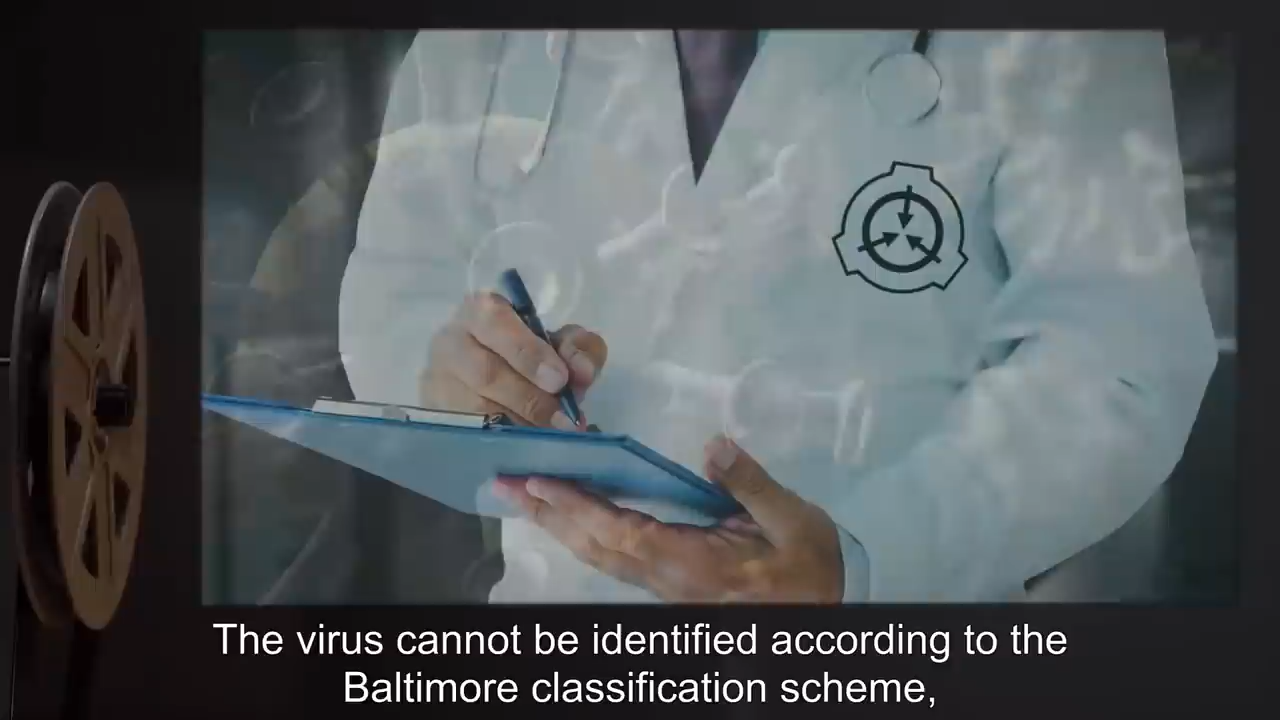 The virus cannot be identified according to the
Baltimore classification scheme,